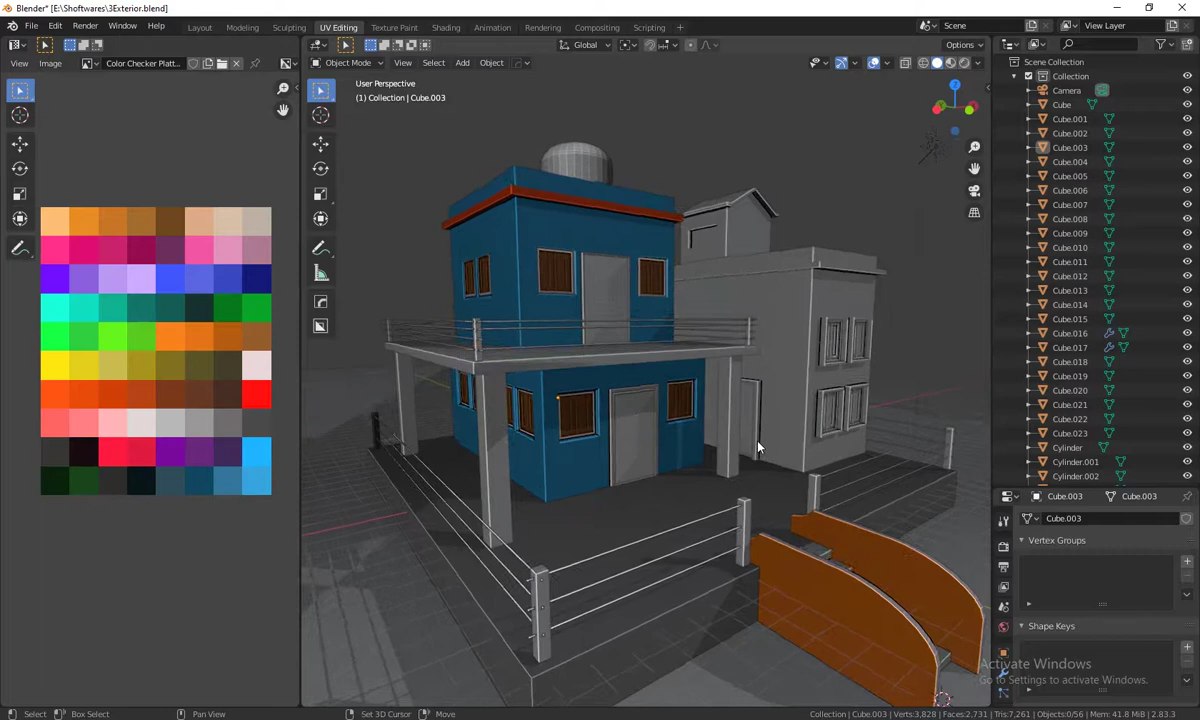 Blender* [E:\Shoftwares\3Exterior.blend]
File Edit Render Window Help Layout Modeling Sculpting UV Editing Texture Paint Shading Animation Rendering Compositing Scripting + Scene View Layer
Global Options
View Image Color Checker Platt... Object Mode View Select Add Object
User Perspective
(1) Collection | Cube.003
Z
Scene Collection
Collection
Camera
Cube
Cube.001
Cube.002
Cube.003
Cube.004
Cube.005
Cube.006
Cube.007
Cube.008
Cube.009
Cube.010
Cube.011
Cube.012
Cube.013
Cube.014
Cube.015
Cube.016
Cube.017
Cube.018
Cube.019
Cube.020
Cube.021
Cube.022
Cube.023
Cylinder
Cylinder.001
Cylinder.002
Cube.003 Cube.003
Cube.003
Vertex Groups
Shape Keys
Activate Windows
Go to Settings to activate Windows.
Select Box Select Pan View Set 3D Cursor Move Collection | Cube.003 | Verts:3,828 | Faces:2,731 | Tris:7,261 | Objects:0/56 | Mem: 41.8 MiB | 2.83.3